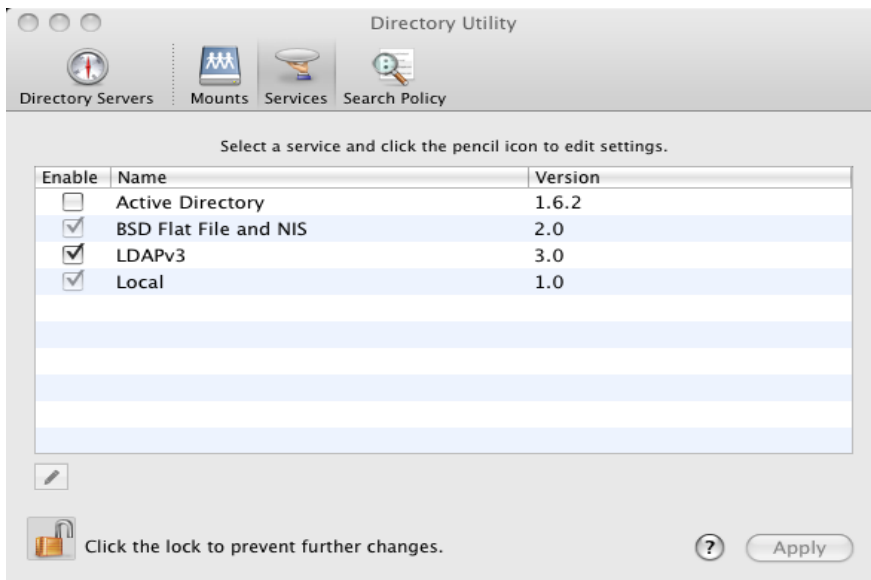 Directory Utility
Directory Servers Mounts Services Search Policy
Select a service and click the pencil icon to edit settings.
Enable Name Version
Active Directory 1.6.2
BSD Flat File and NIS 2.0
LDAPv3 3.0
Local 1.0
Click the lock to prevent further changes. ? Apply